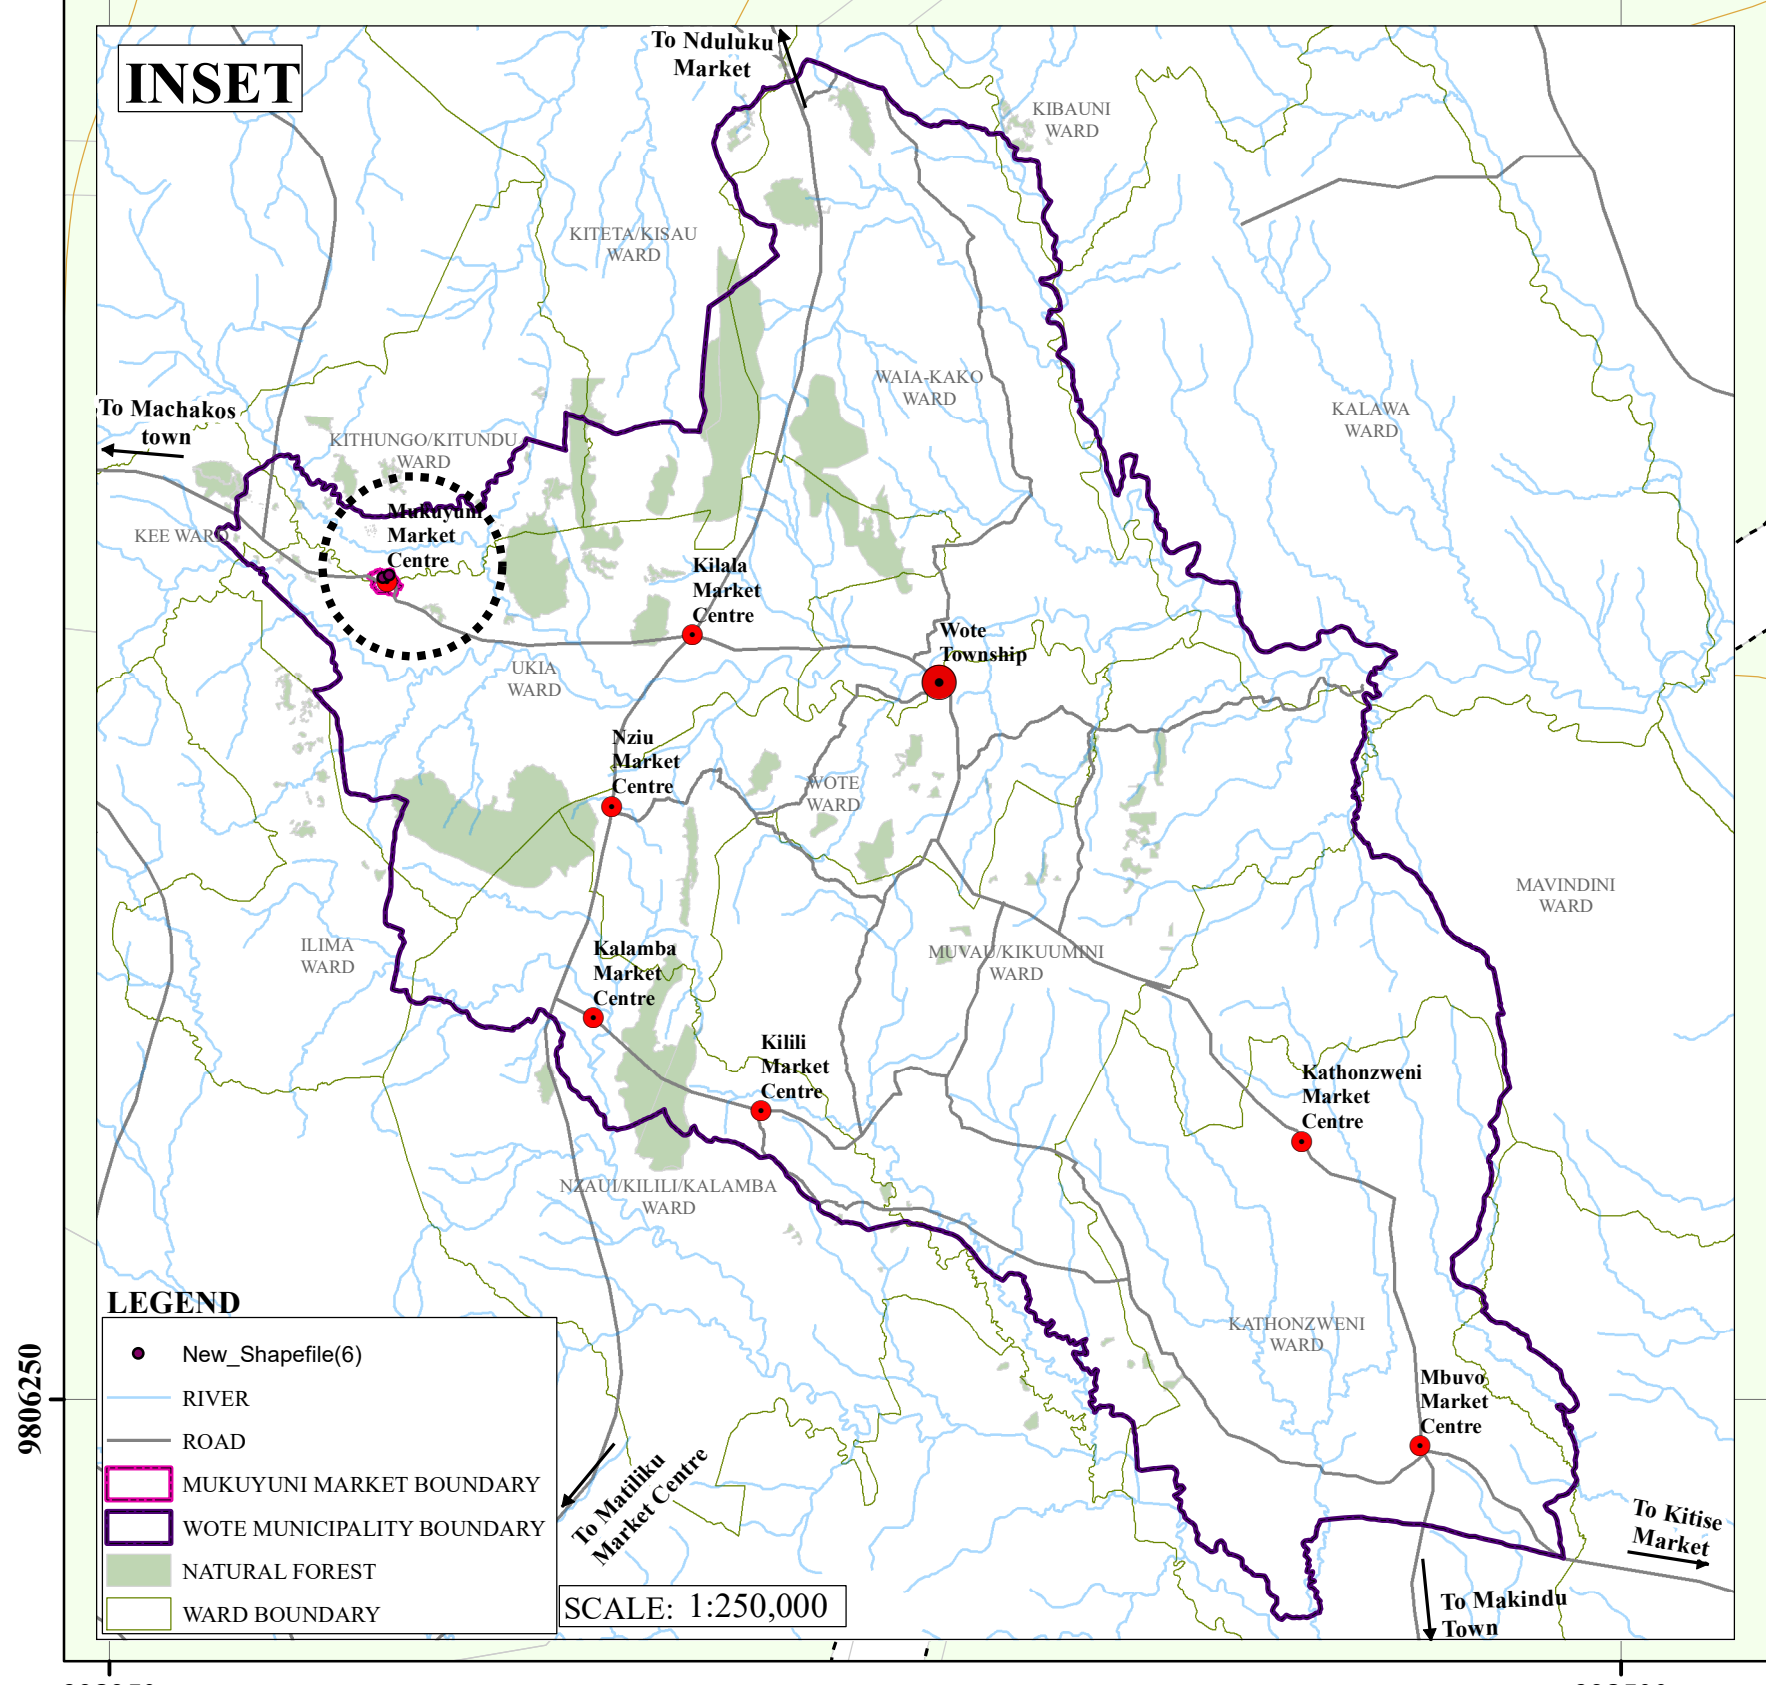 INSET
To Nduluku
Market
KIBAUNI
WARD
KITETA/KISAU
WARD
WAIA-KAKO
WARD
KALAWA
WARD
To Machakos
town
KITHUNGO/KITUNDU
WARD
Mukuyuni
Market
Centre
KEE WARD
Kilala
Market
Centre
Wote
Township
UKIA
WARD
Nziu
Market
Centre
WOTE
WARD
MAVINDINI
WARD
ILIMA
WARD
Kalamba
Market
Centre
MUVAU/KIKUUMINI
WARD
Kilili
Market
Centre
Kathonzweni
Market
Centre
NZAUI/KILILI/KALAMBA
WARD
KATHONZWENI
WARD
Mbuvo
Market
Centre
To Kitise
Market
To Makindu
Town
To Matiliku
Market Centre
LEGEND
New_Shapefile(6)
RIVER
ROAD
MUKUYUNI MARKET BOUNDARY
WOTE MUNICIPALITY BOUNDARY
NATURAL FOREST
WARD BOUNDARY
SCALE: 1:250,000
9806250